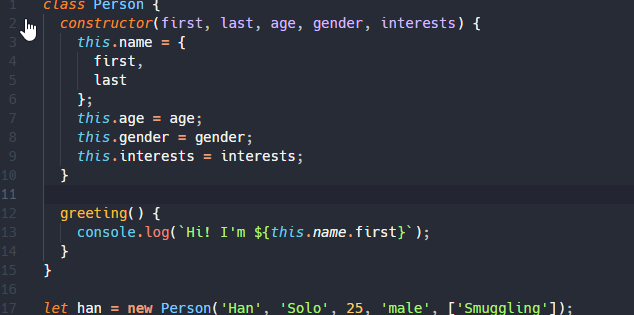 1 class Person {
2 constructor(first, last, age, gender, interests) {
3 this.name = {
4 first,
5 last
6 };
7 this.age = age;
8 this.gender = gender;
9 this.interests = interests;
10 }
11
12 greeting() {
13 console.log(`Hi! I'm ${this.name.first}`);
14 }
15 }
16
17 let han = new Person('Han', 'Solo', 25, 'male', ['Smuggling']);